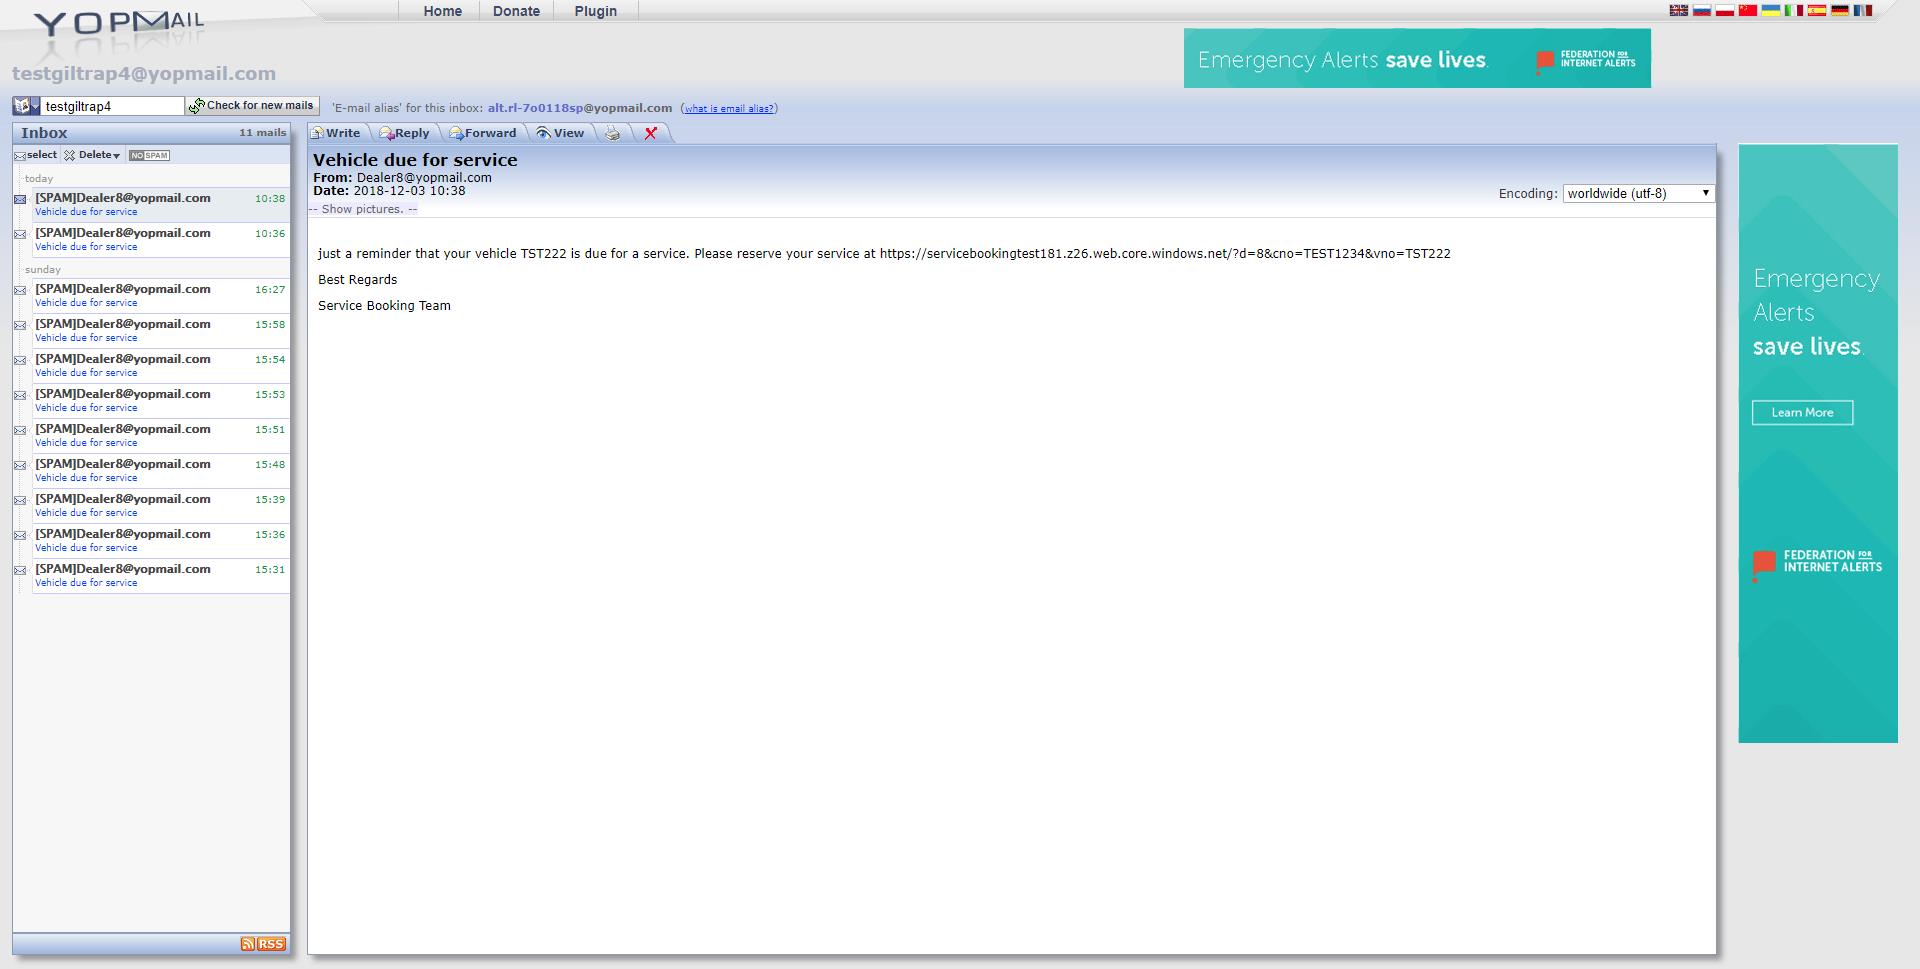 YOPMAIL
Home
Donate
Plugin
Emergency Alerts save lives.
FEDERATION FOR
INTERNET ALERTS
testgiltrap4@yopmail.com
testgiltrap4
Check for new mails
'E-mail alias' for this inbox: alt.rl-7o0118sp@yopmail.com (what is email alias?)
Inbox
11 mails
select
Delete
NO SPAM
today
[SPAM]Dealer8@yopmail.com 10:38
Vehicle due for service
[SPAM]Dealer8@yopmail.com 10:36
Vehicle due for service
sunday
[SPAM]Dealer8@yopmail.com 16:27
Vehicle due for service
[SPAM]Dealer8@yopmail.com 15:58
Vehicle due for service
[SPAM]Dealer8@yopmail.com 15:54
Vehicle due for service
[SPAM]Dealer8@yopmail.com 15:53
Vehicle due for service
[SPAM]Dealer8@yopmail.com 15:51
Vehicle due for service
[SPAM]Dealer8@yopmail.com 15:48
Vehicle due for service
[SPAM]Dealer8@yopmail.com 15:39
Vehicle due for service
[SPAM]Dealer8@yopmail.com 15:36
Vehicle due for service
[SPAM]Dealer8@yopmail.com 15:31
Vehicle due for service
RSS
Write
Reply
Forward
View
Vehicle due for service
From: Dealer8@yopmail.com
Date: 2018-12-03 10:38
Encoding: worldwide (utf-8)
-- Show pictures. --
just a reminder that your vehicle TST222 is due for a service. Please reserve your service at https://servicebookingtest181.z26.web.core.windows.net/?d=8&cno=TEST1234&vno=TST222
Best Regards
Service Booking Team
Emergency
Alerts
save lives.
Learn More
FEDERATION FOR
INTERNET ALERTS